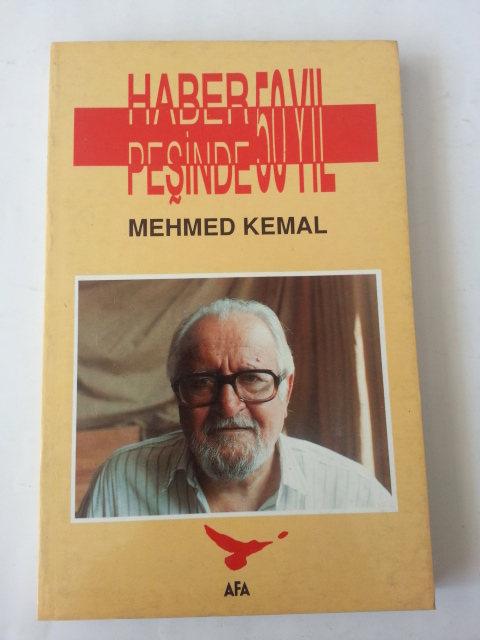 HABER 50 YIL
PEŞİNDE
MEHMED KEMAL
AFA